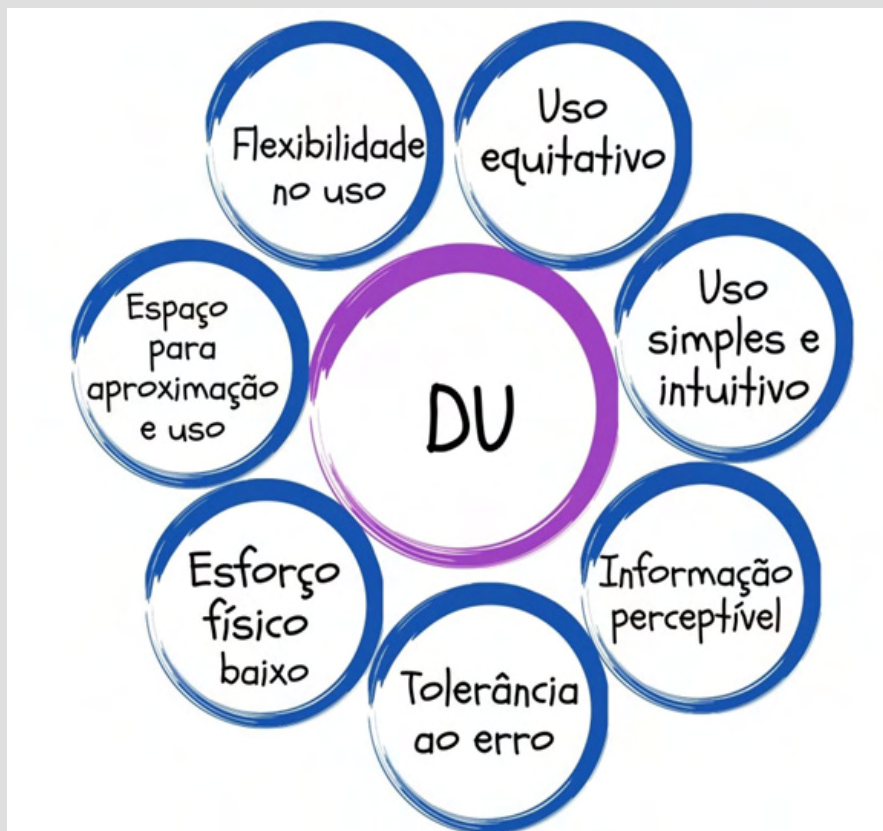 Flexibilidade
no uso
Uso
equitativo
Espaço
para
aproximação
e uso
DU
Uso
simples e
intuitivo
Esforço
físico
baixo
Informação
perceptível
Tolerância
ao erro